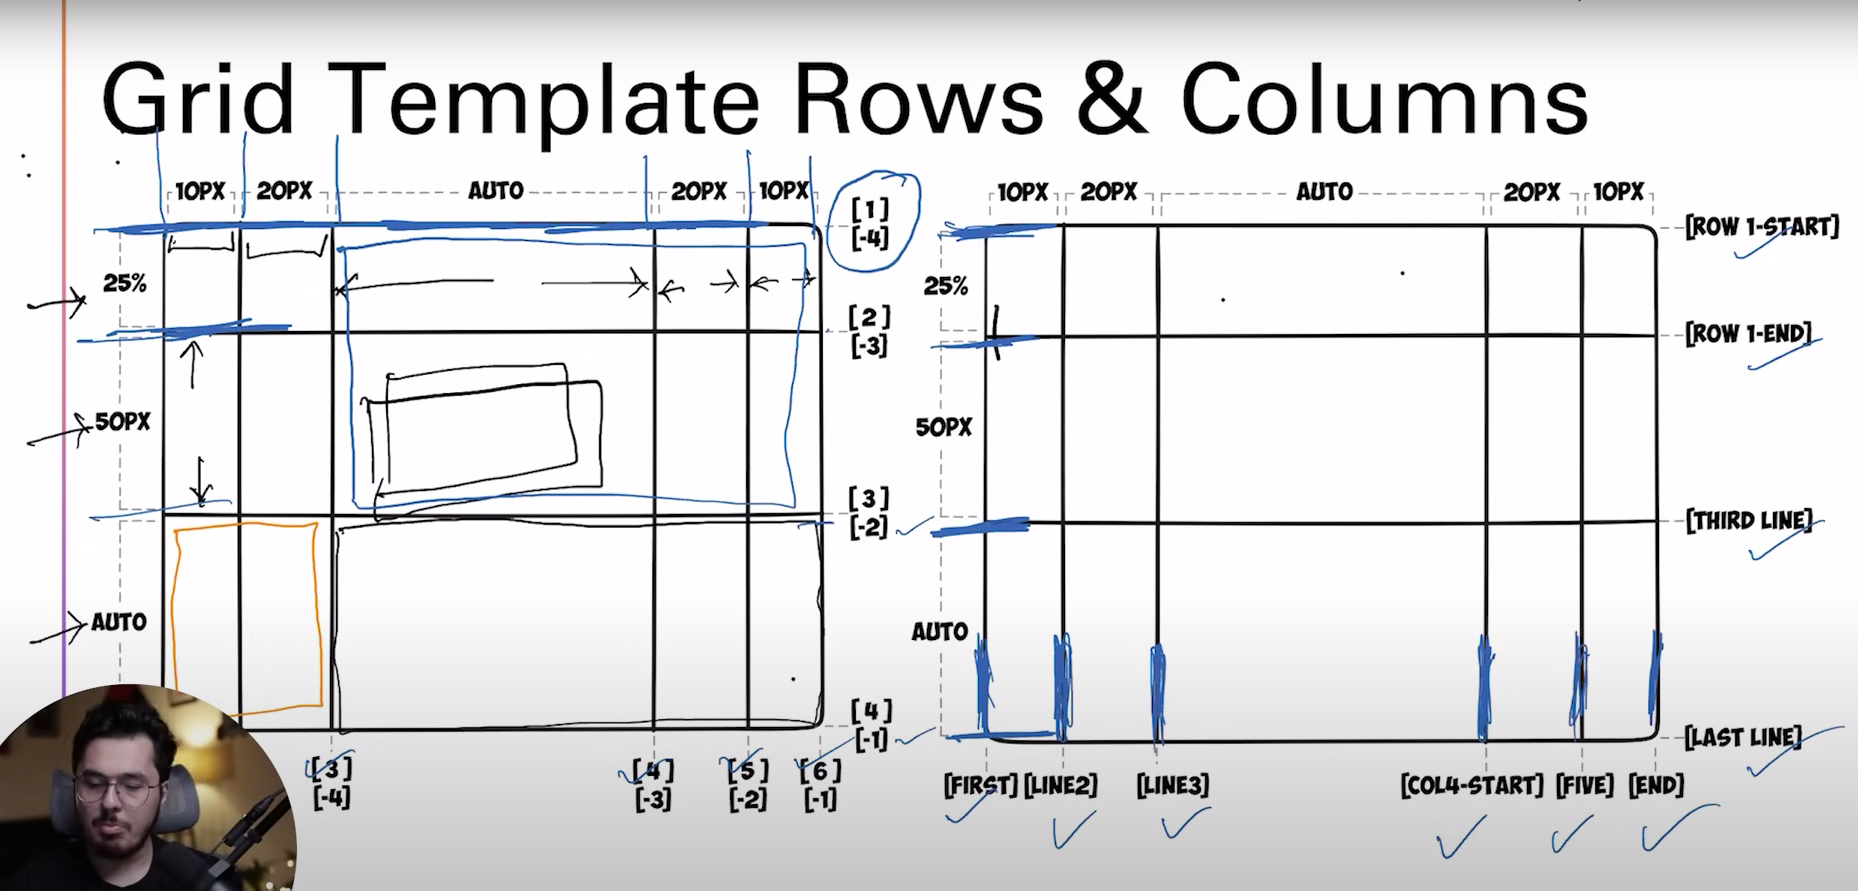 Grid Template Rows & Columns
10PX 20PX AUTO 20PX 10PX
[1]
[-4]
25%
[2]
[-3]
50PX
[3]
[-2]
AUTO
[4]
[-1]
[3] [4] [5] [6]
[-4] [-3] [-2] [-1]
10PX 20PX AUTO 20PX 10PX
[ROW 1-START]
25%
[ROW 1-END]
50PX
[THIRD LINE]
AUTO
[LAST LINE]
[FIRST] [LINE2] [LINE3] [COL4-START] [FIVE] [END]